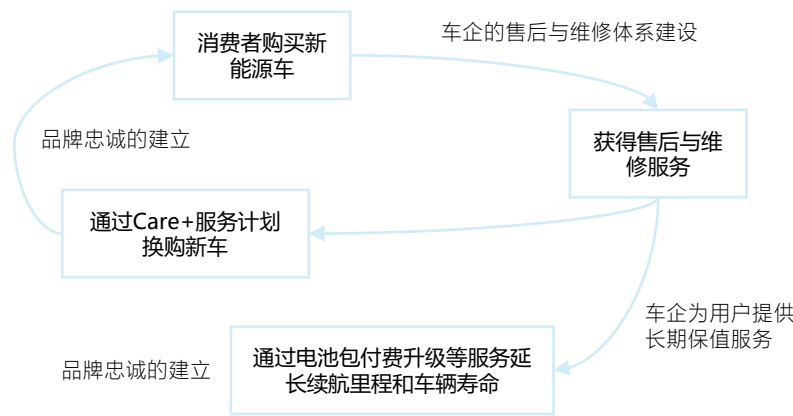 消费者购买新
能源车
车企的售后与维修体系建设
品牌忠诚的建立
获得售后与维
修服务
通过Care+服务计划
换购新车
车企为用户提供
长期保值服务
通过电池包付费升级等服务延
长续航里程和车辆寿命
品牌忠诚的建立